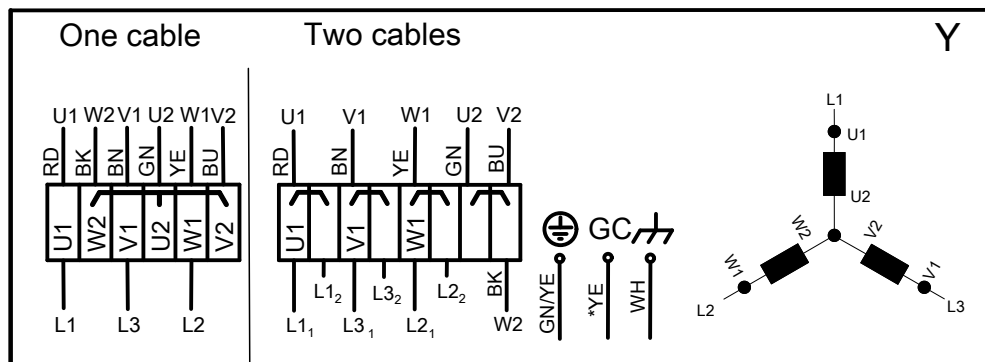 One cable
Two cables
Y
U1 W2 V1 U2 W1 V2
RD BK BN GN YE BU
U1 W2 V1 U2 W1 V2
L1 L3 L2
U1 V1 W1 U2 V2
RD BN YE GN BU
U1 V1 W1
L1₂ L3₂ L2₂ BK
L1₁ L3₁ L2₁ W2
GC
GN/YE *YE WH
L1
U1
U2
W2 V2
W1 V1
L2 L3